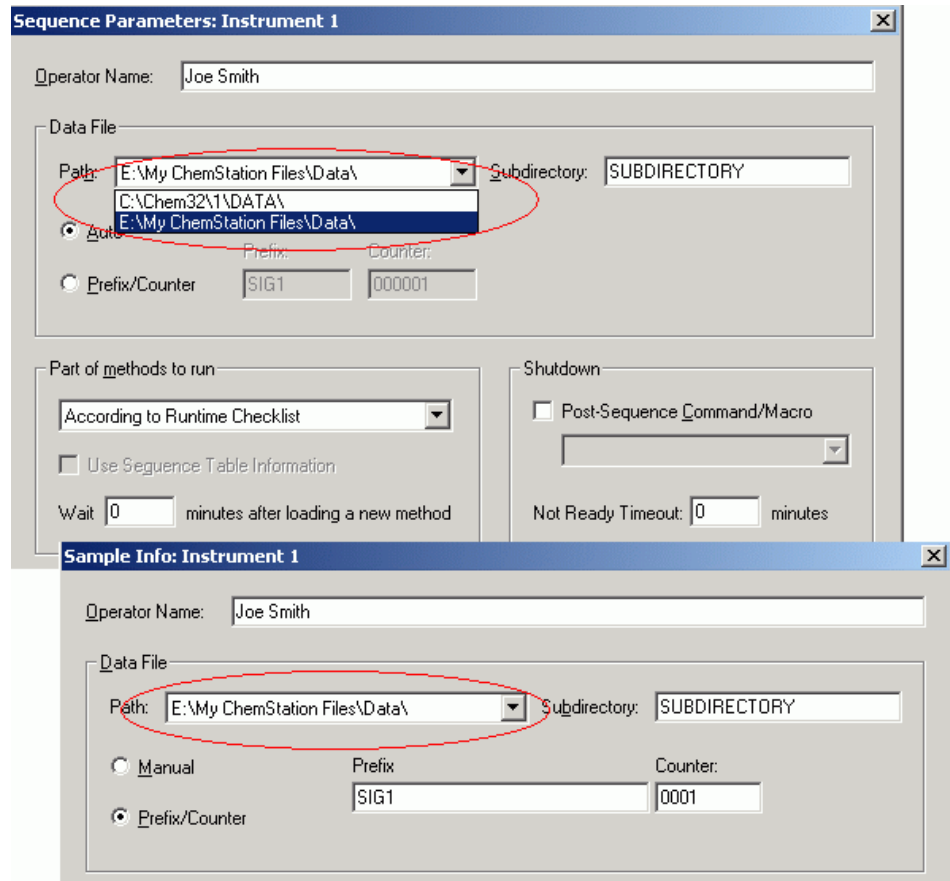 Sequence Parameters: Instrument 1
Operator Name: Joe Smith
Data File
Path: E:\My ChemStation Files\Data\ Subdirectory: SUBDIRECTORY
C:\Chem32\1\DATA\
E:\My ChemStation Files\Data\
Auto
Prefix: Counter:
Prefix/Counter SIG1 000001
Part of methods to run Shutdown
According to Runtime Checklist Post-Sequence Command/Macro
Use Sequence Table Information
Wait 0 minutes after loading a new method Not Ready Timeout: 0 minutes
Sample Info: Instrument 1
Operator Name: Joe Smith
Data File
Path: E:\My ChemStation Files\Data\ Subdirectory: SUBDIRECTORY
Manual Prefix Counter:
SIG1 0001
Prefix/Counter